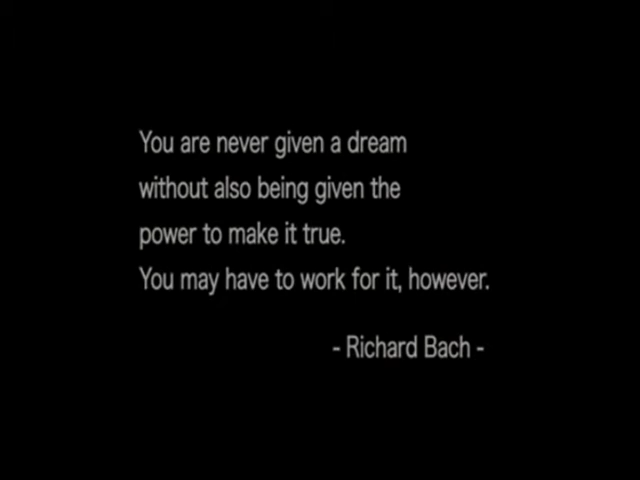 You are never given a dream
without also being given the
power to make it true.
You may have to work for it, however.
- Richard Bach -